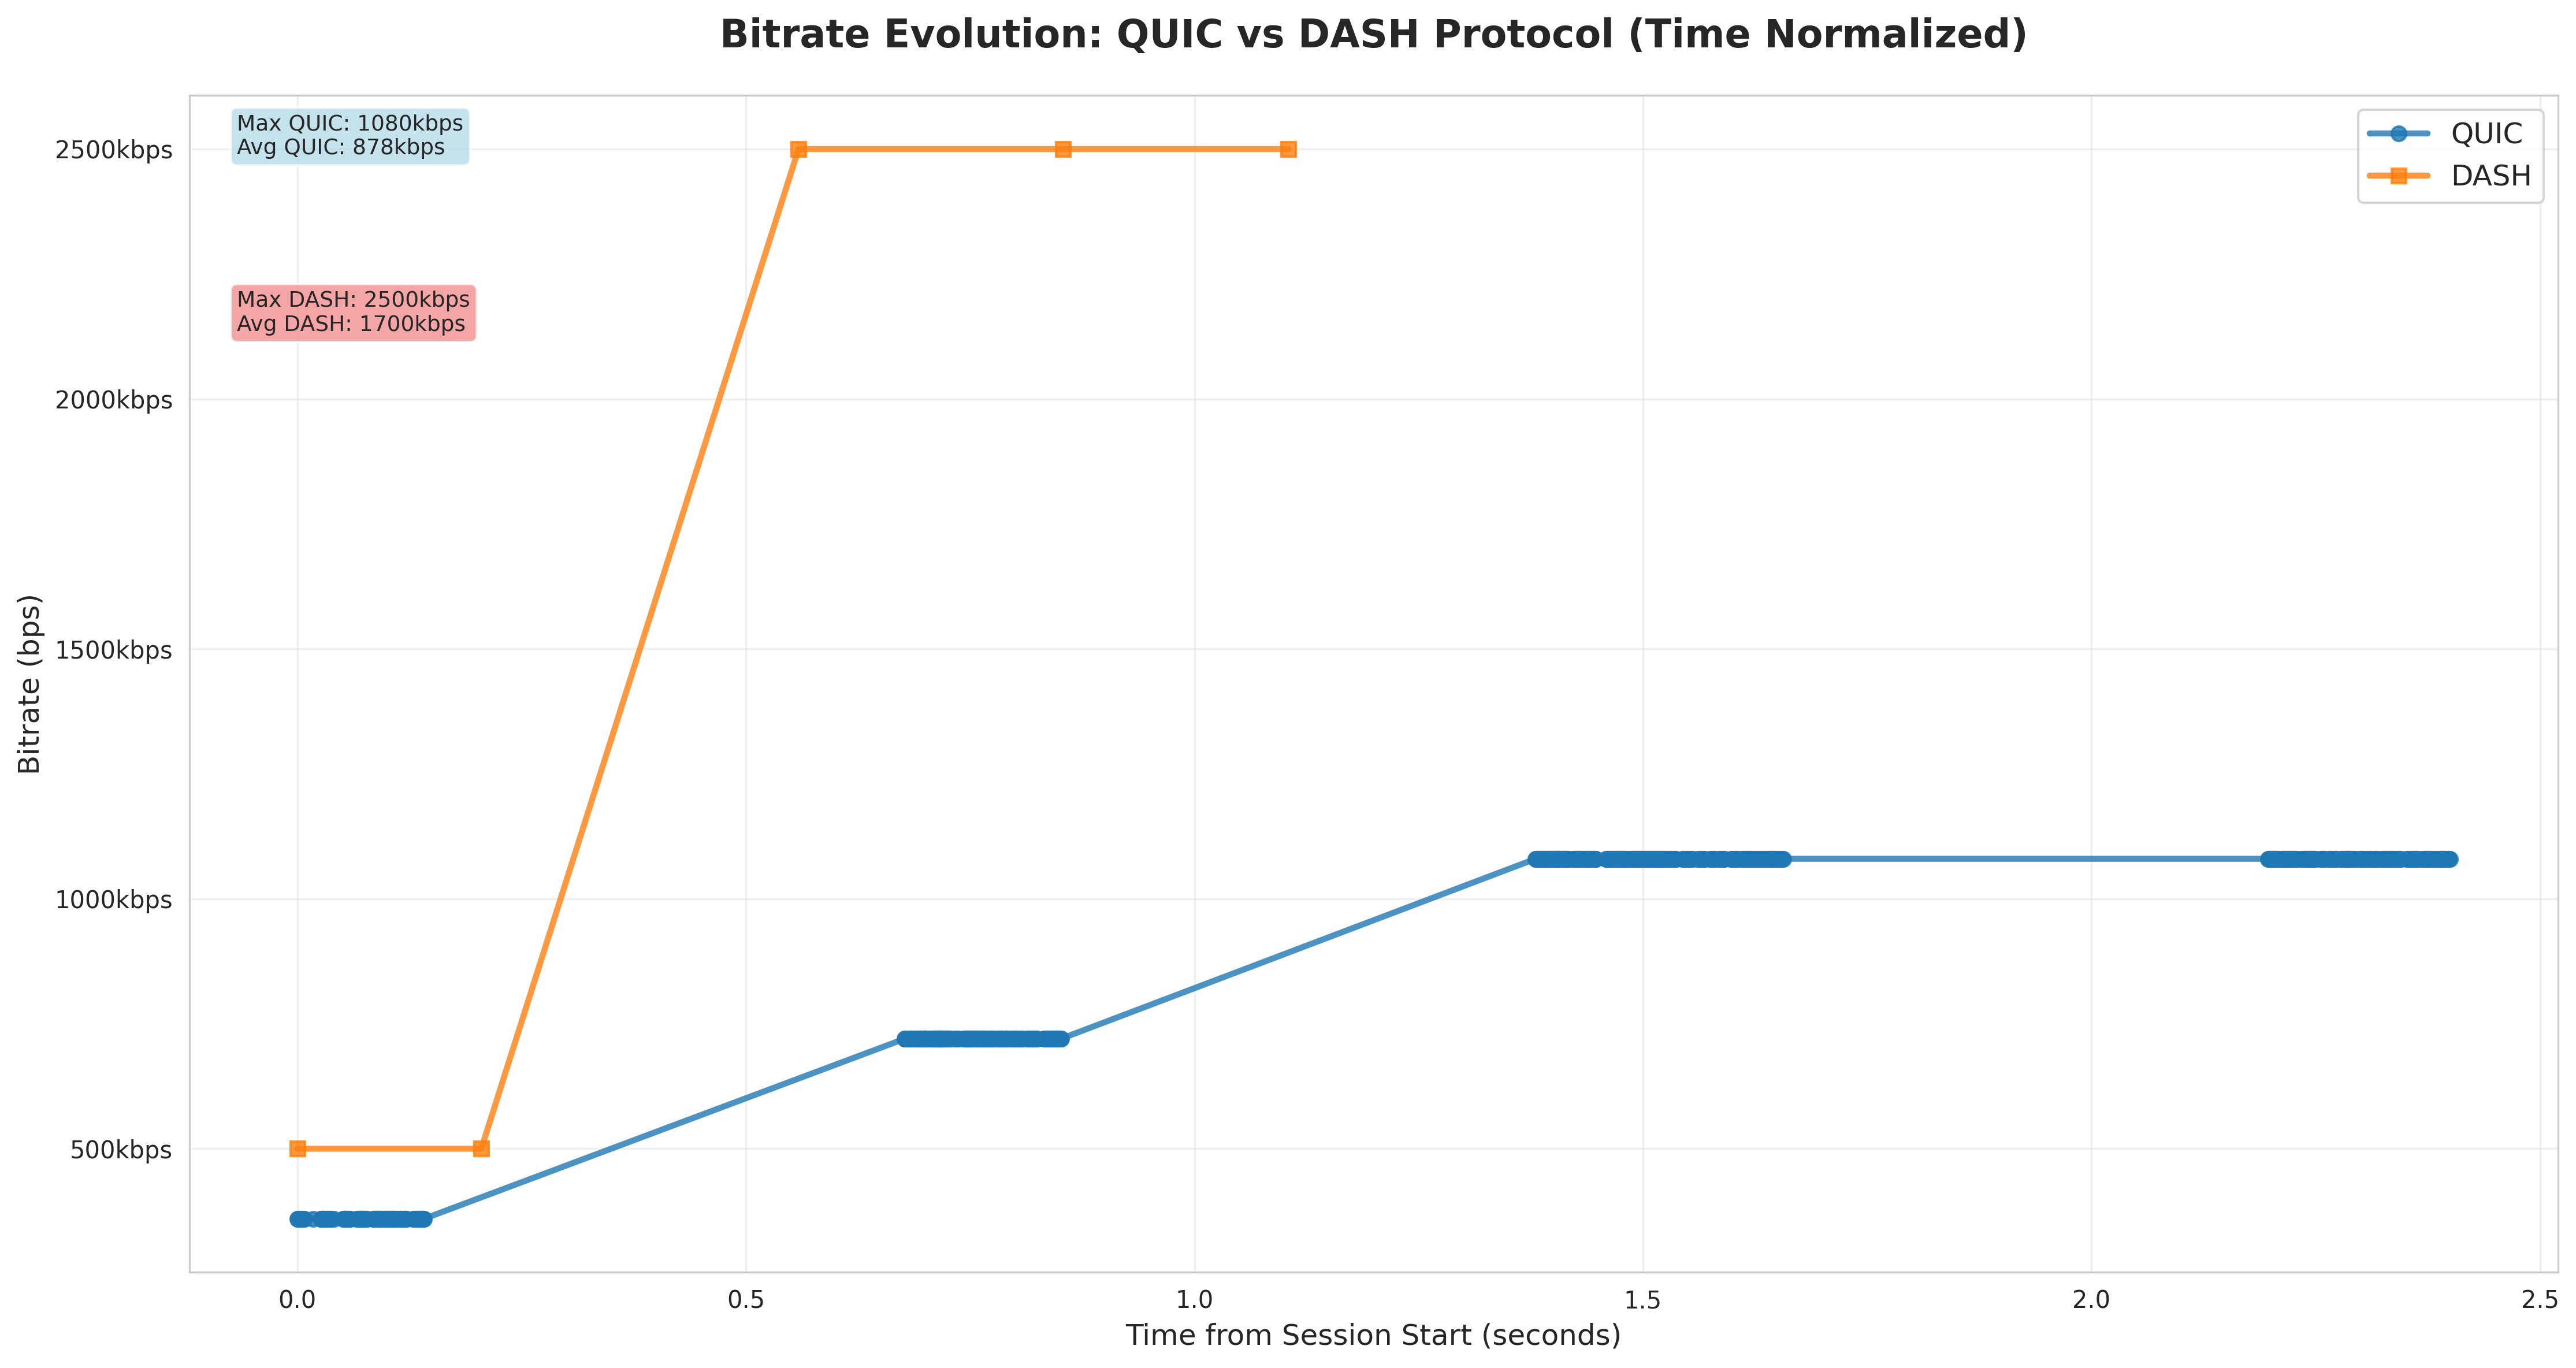 Bitrate Evolution: QUIC vs DASH Protocol (Time Normalized)
Max QUIC: 1080kbps
Avg QUIC: 878kbps
Max DASH: 2500kbps
Avg DASH: 1700kbps
QUIC
DASH
Bitrate (bps)
2500kbps
2000kbps
1500kbps
1000kbps
500kbps
0.0
0.5
1.0
1.5
2.0
2.5
Time from Session Start (seconds)